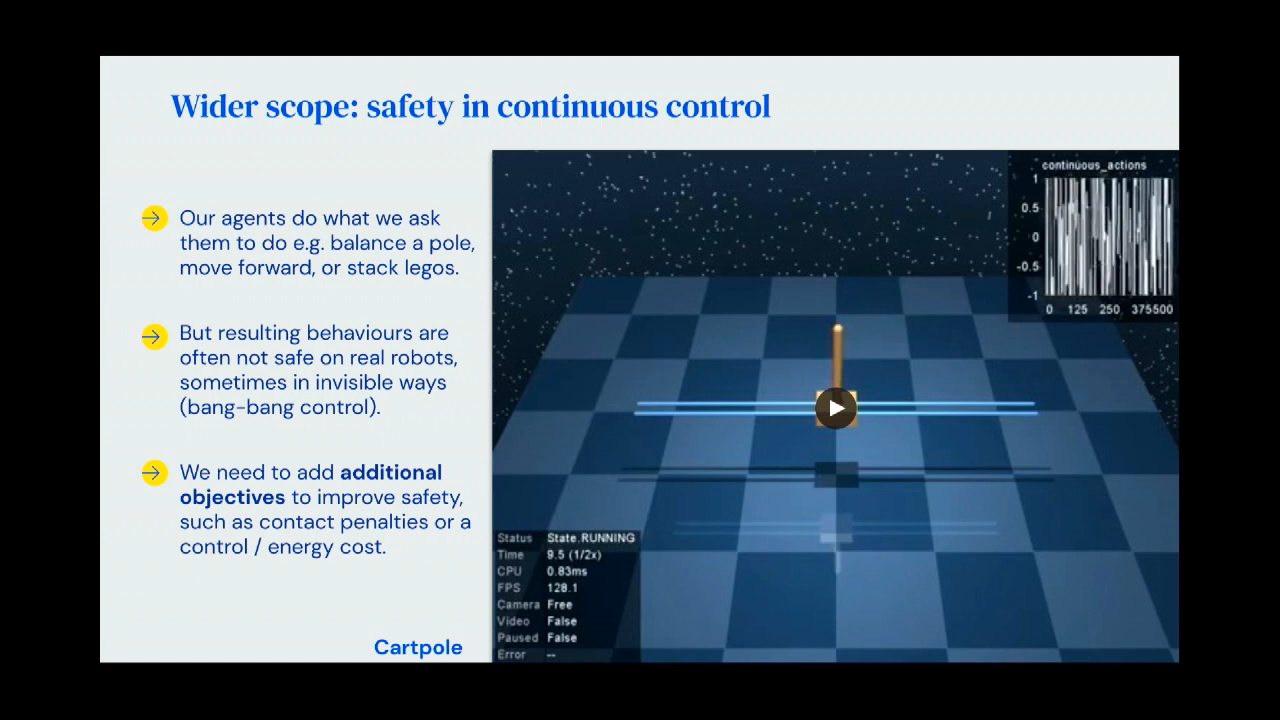 Wider scope: safety in continuous control
Our agents do what we ask
them to do e.g. balance a pole,
move forward, or stack legos.
But resulting behaviours are
often not safe on real robots,
sometimes in invisible ways
(bang-bang control).
We need to add additional
objectives to improve safety,
such as contact penalties or a
control / energy cost.
Cartpole
continuous_actions
1
0.5
0
-0.5
-1
0 125 250 375500
Status State.RUNNING
Time 9.5 (1/2x)
CPU 0.83ms
FPS 128.1
Camera Free
Video False
Paused False
Error --